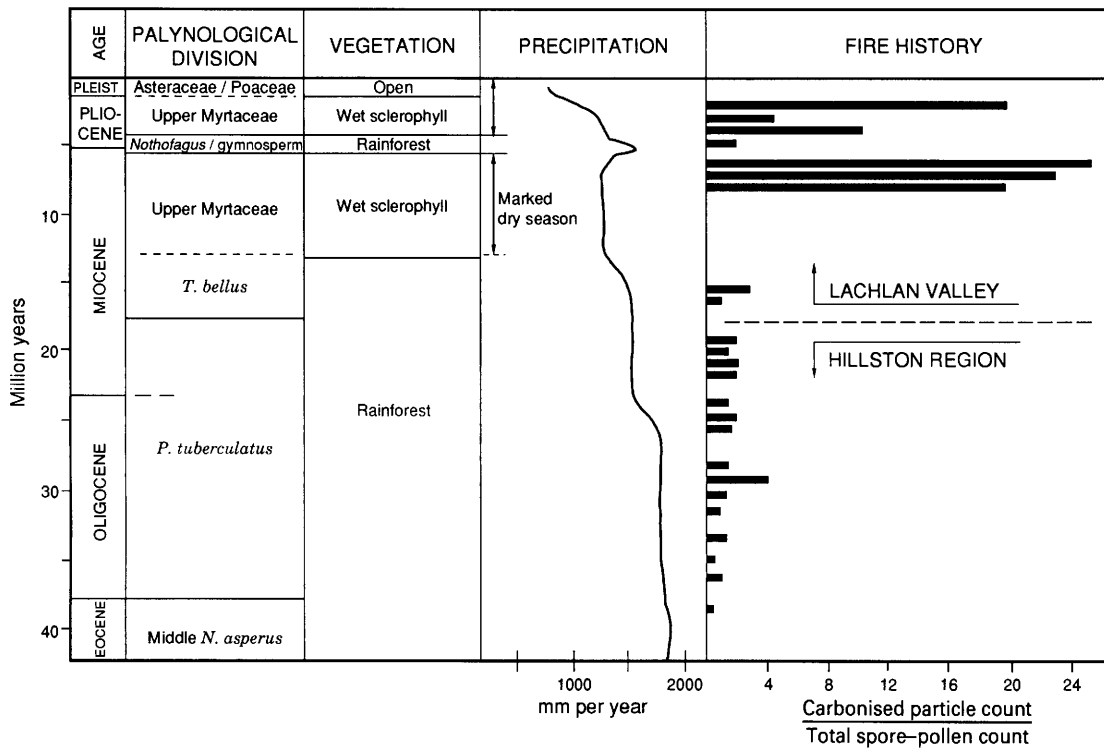 AGE
PALYNOLOGICAL
DIVISION
VEGETATION
PRECIPITATION
FIRE HISTORY
PLEIST
Asteraceae / Poaceae
Open
PLIO-
CENE
Upper Myrtaceae
Wet sclerophyll
Nothofagus / gymnosperm
Rainforest
MIOCENE
Upper Myrtaceae
Wet sclerophyll
Marked
dry season
T. bellus
LACHLAN VALLEY
HILLSTON REGION
Rainforest
OLIGOCENE
P. tuberculatus
EOCENE
Middle N. asperus
Million years
10
20
30
40
1000
2000
mm per year
4
8
12
16
20
24
Carbonised particle count
Total spore–pollen count